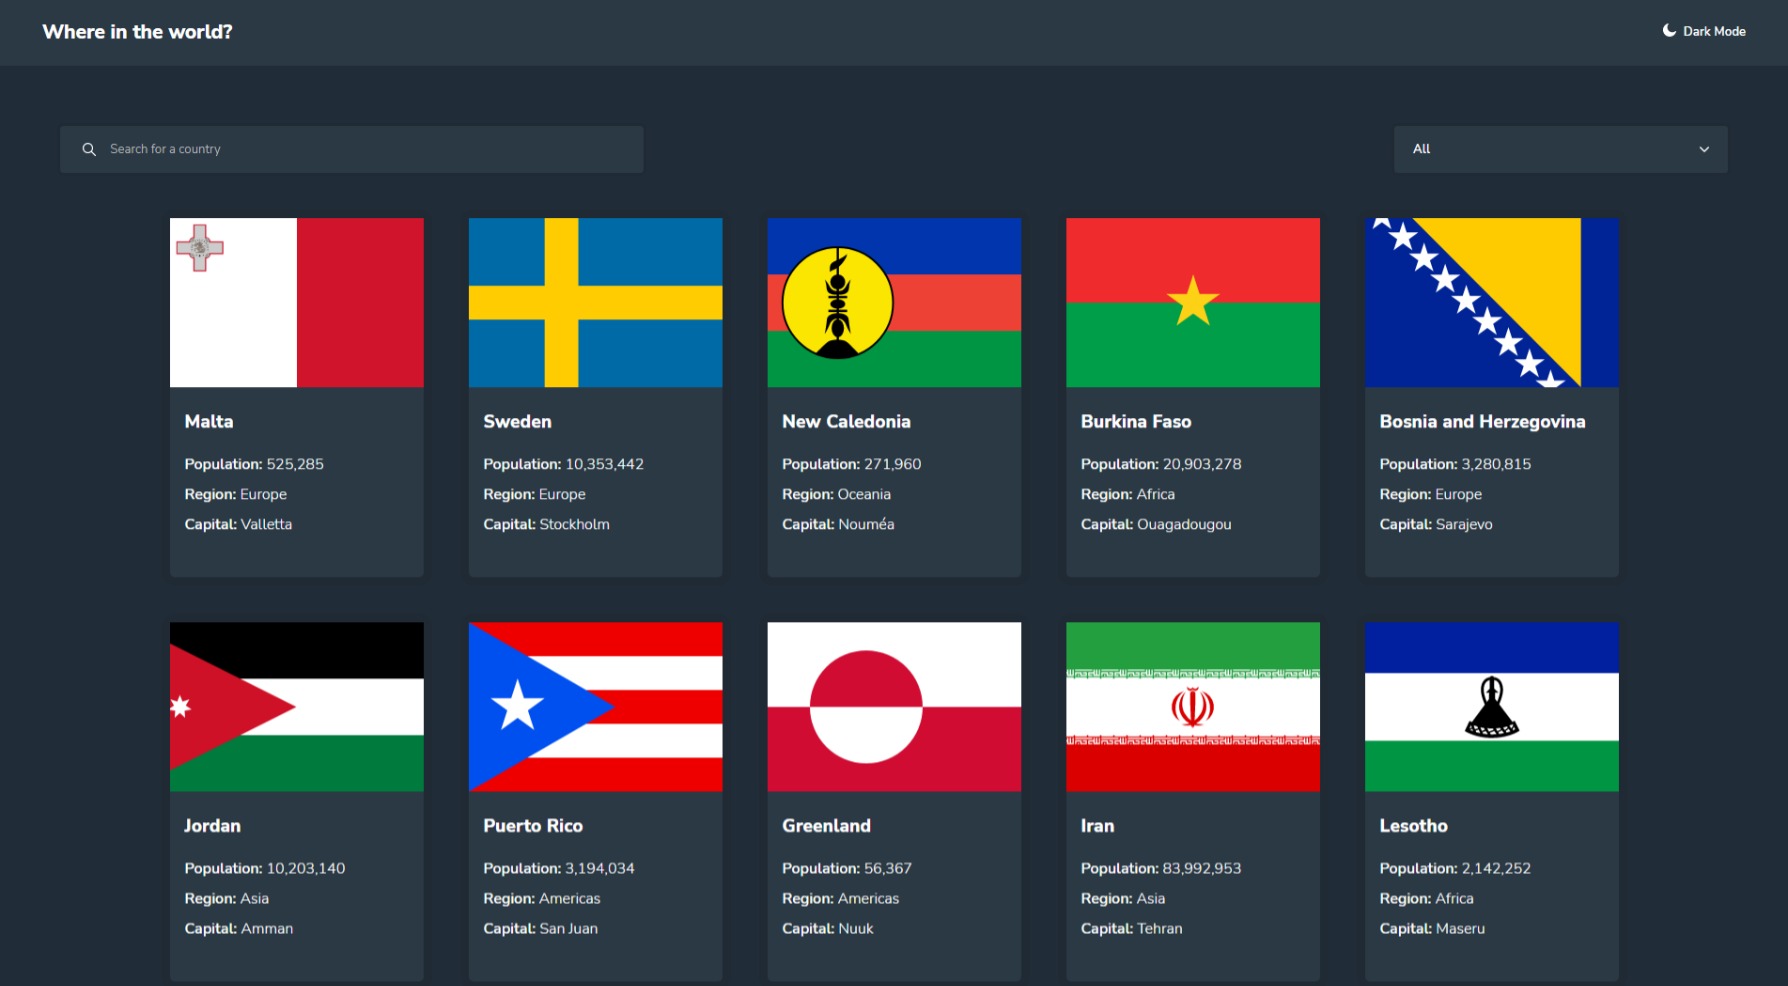 Where in the world?
Dark Mode
Search for a country
All
Malta
Population: 525,285
Region: Europe
Capital: Valletta
Sweden
Population: 10,353,442
Region: Europe
Capital: Stockholm
New Caledonia
Population: 271,960
Region: Oceania
Capital: Nouméa
Burkina Faso
Population: 20,903,278
Region: Africa
Capital: Ouagadougou
Bosnia and Herzegovina
Population: 3,280,815
Region: Europe
Capital: Sarajevo
Jordan
Population: 10,203,140
Region: Asia
Capital: Amman
Puerto Rico
Population: 3,194,034
Region: Americas
Capital: San Juan
Greenland
Population: 56,367
Region: Americas
Capital: Nuuk
Iran
Population: 83,992,953
Region: Asia
Capital: Tehran
Lesotho
Population: 2,142,252
Region: Africa
Capital: Maseru